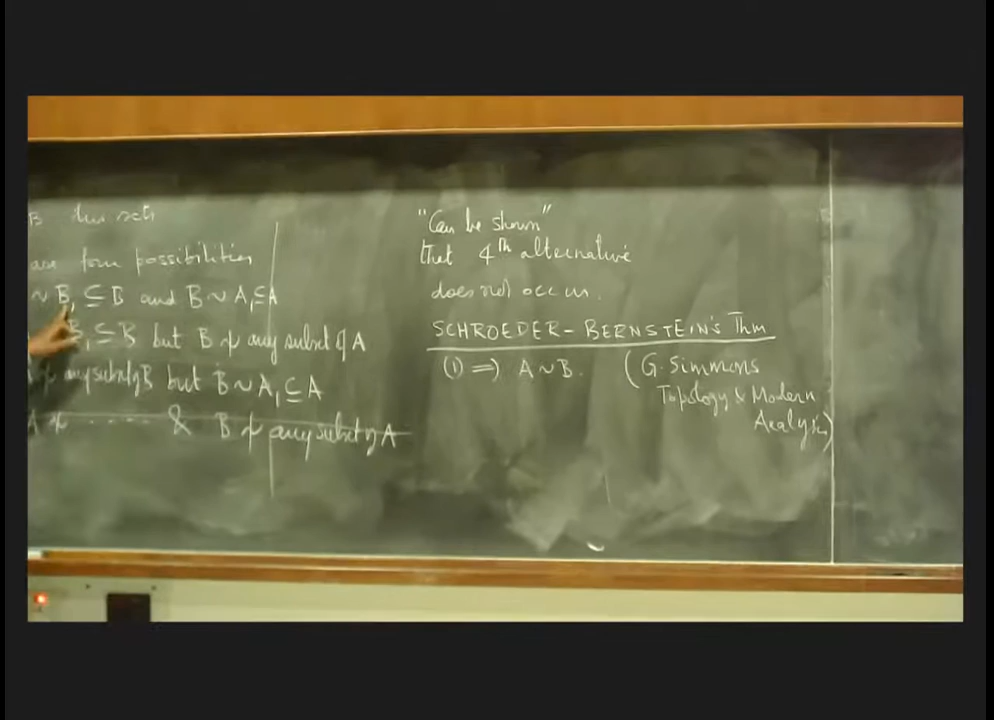 B two sets
are four possibilities
~ B₁ ⊆ B and B ~ A₁ ⊆ A
B₁ ⊆ B but B ≁ any subset of A
≁ any subset of B but B ~ A₁ ⊆ A
A ≁ ..... & B ≁ any subset of A
"Can be shown"
that 4th alternative
does not occur.
SCHROEDER-BERNSTEIN'S Thm
(1) ⇒ A ~ B. (G. Simmons
Topology & Modern
Analysis)